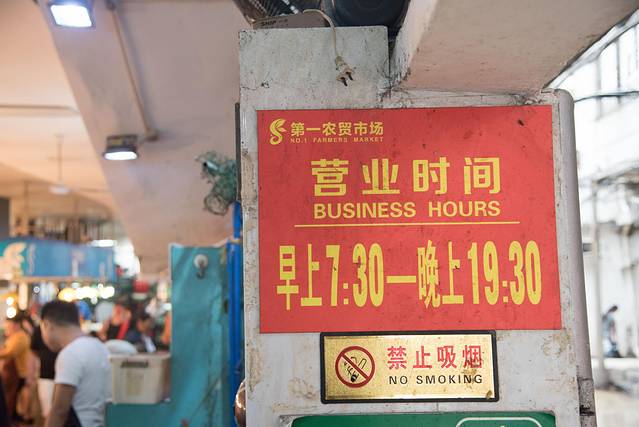 第一农贸市场
NO.1 FARMERS MARKET
营业时间
BUSINESS HOURS
早上7:30—晚上19:30
禁止吸烟
NO SMOKING